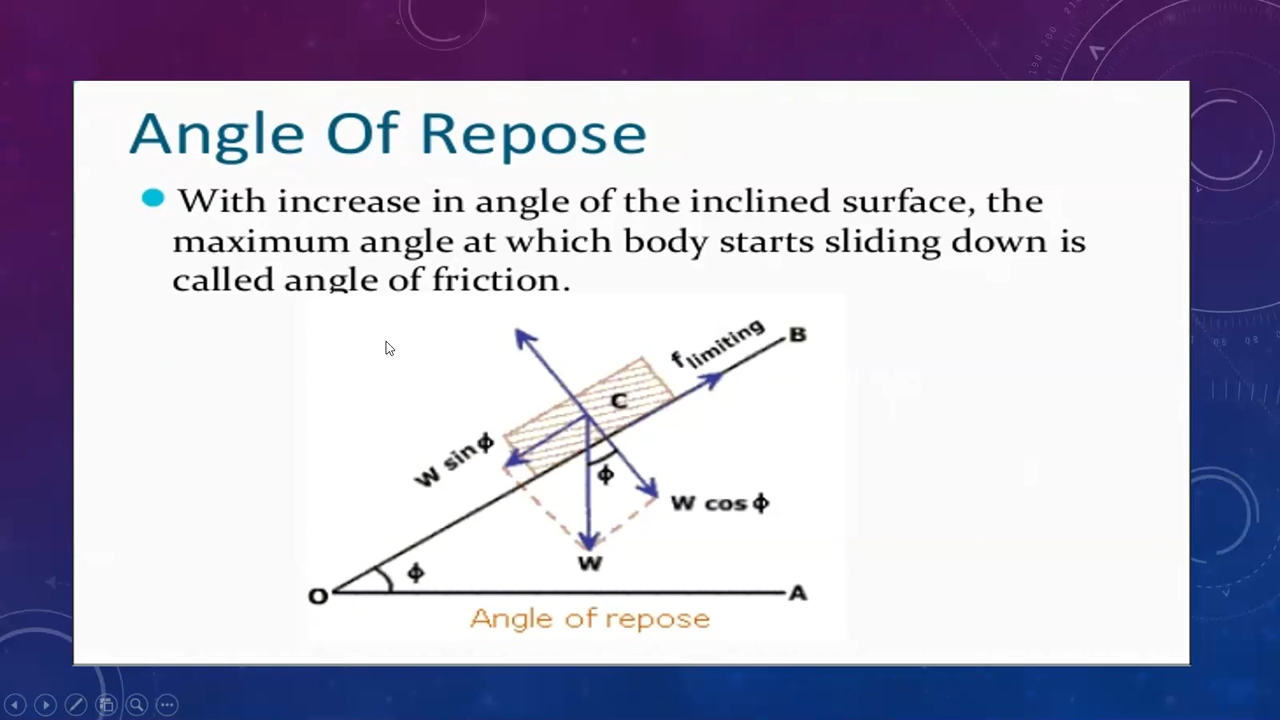 Angle Of Repose
With increase in angle of the inclined surface, the
maximum angle at which body starts sliding down is
called angle of friction.
f limiting
B
C
W sin ϕ
ϕ
W cos ϕ
W
ϕ
O
A
Angle of repose